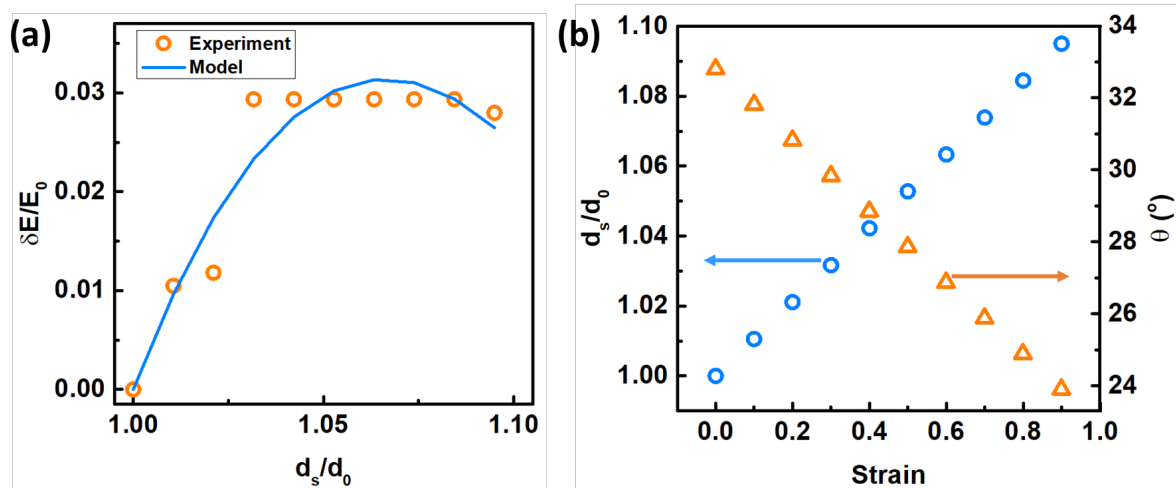 (a)
Experiment
Model
0.03
0.02
0.01
0.00
δE/E0
1.00 1.05 1.10
ds/d0
(b)
1.10
1.08
1.06
1.04
1.02
1.00
ds/d0
34
32
30
28
26
24
θ (º)
0.0 0.2 0.4 0.6 0.8 1.0
Strain